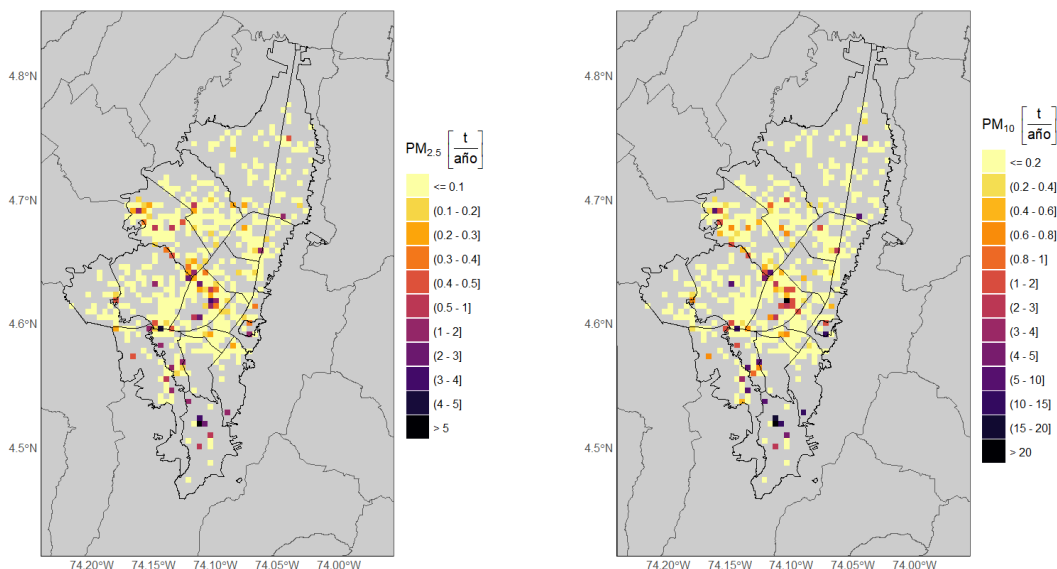 4.8°N
4.7°N
4.6°N
4.5°N
74.20°W 74.15°W 74.10°W 74.05°W 74.00°W
PM2.5 [t/año]
<= 0.1
(0.1 - 0.2]
(0.2 - 0.3]
(0.3 - 0.4]
(0.4 - 0.5]
(0.5 - 1]
(1 - 2]
(2 - 3]
(3 - 4]
(4 - 5]
> 5
4.8°N
4.7°N
4.6°N
4.5°N
74.20°W 74.15°W 74.10°W 74.05°W 74.00°W
PM10 [t/año]
<= 0.2
(0.2 - 0.4]
(0.4 - 0.6]
(0.6 - 0.8]
(0.8 - 1]
(1 - 2]
(2 - 3]
(3 - 4]
(4 - 5]
(5 - 10]
(10 - 15]
(15 - 20]
> 20